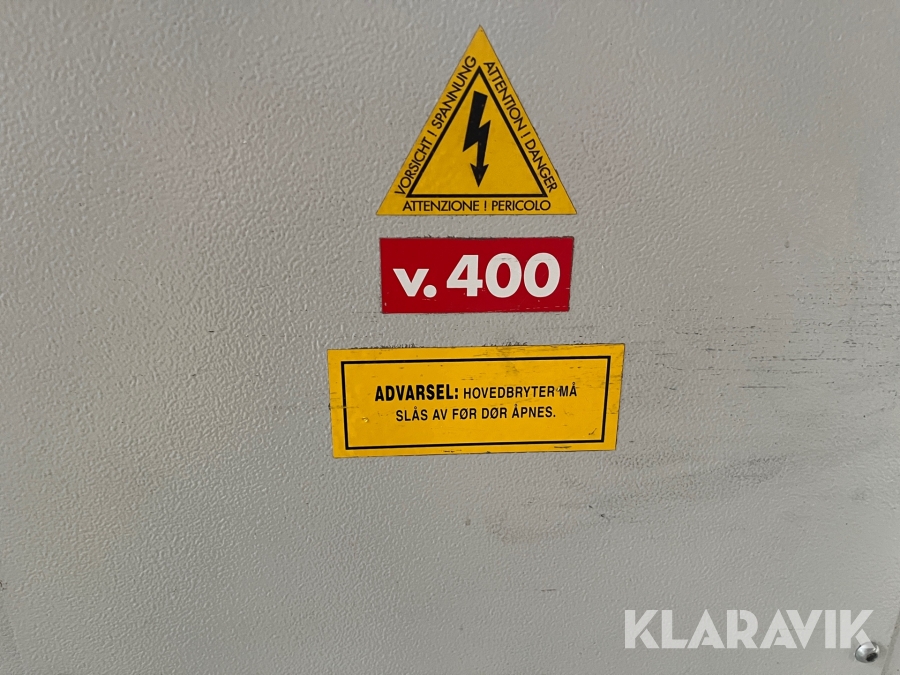 VORSICHT ! SPANNUNG
ATTENTION ! DANGER
ATTENZIONE ! PERICOLO
v.400
ADVARSEL: HOVEDBRYTER MÅ
SLÅS AV FØR DØR ÅPNES.
KLARAVIK